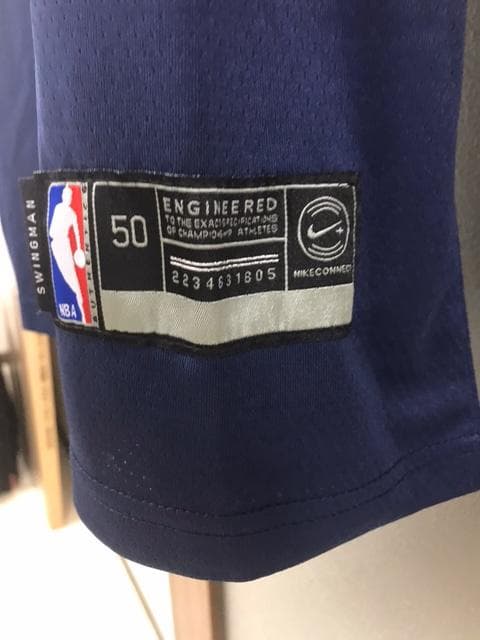 SWINGMAN
NBA
AUTHENTIC
50
ENGINEERED
TO THE EXACT SPECIFICATIONS
OF CHAMPIONSHIP ATHLETES
2234631805
NIKECONNECT